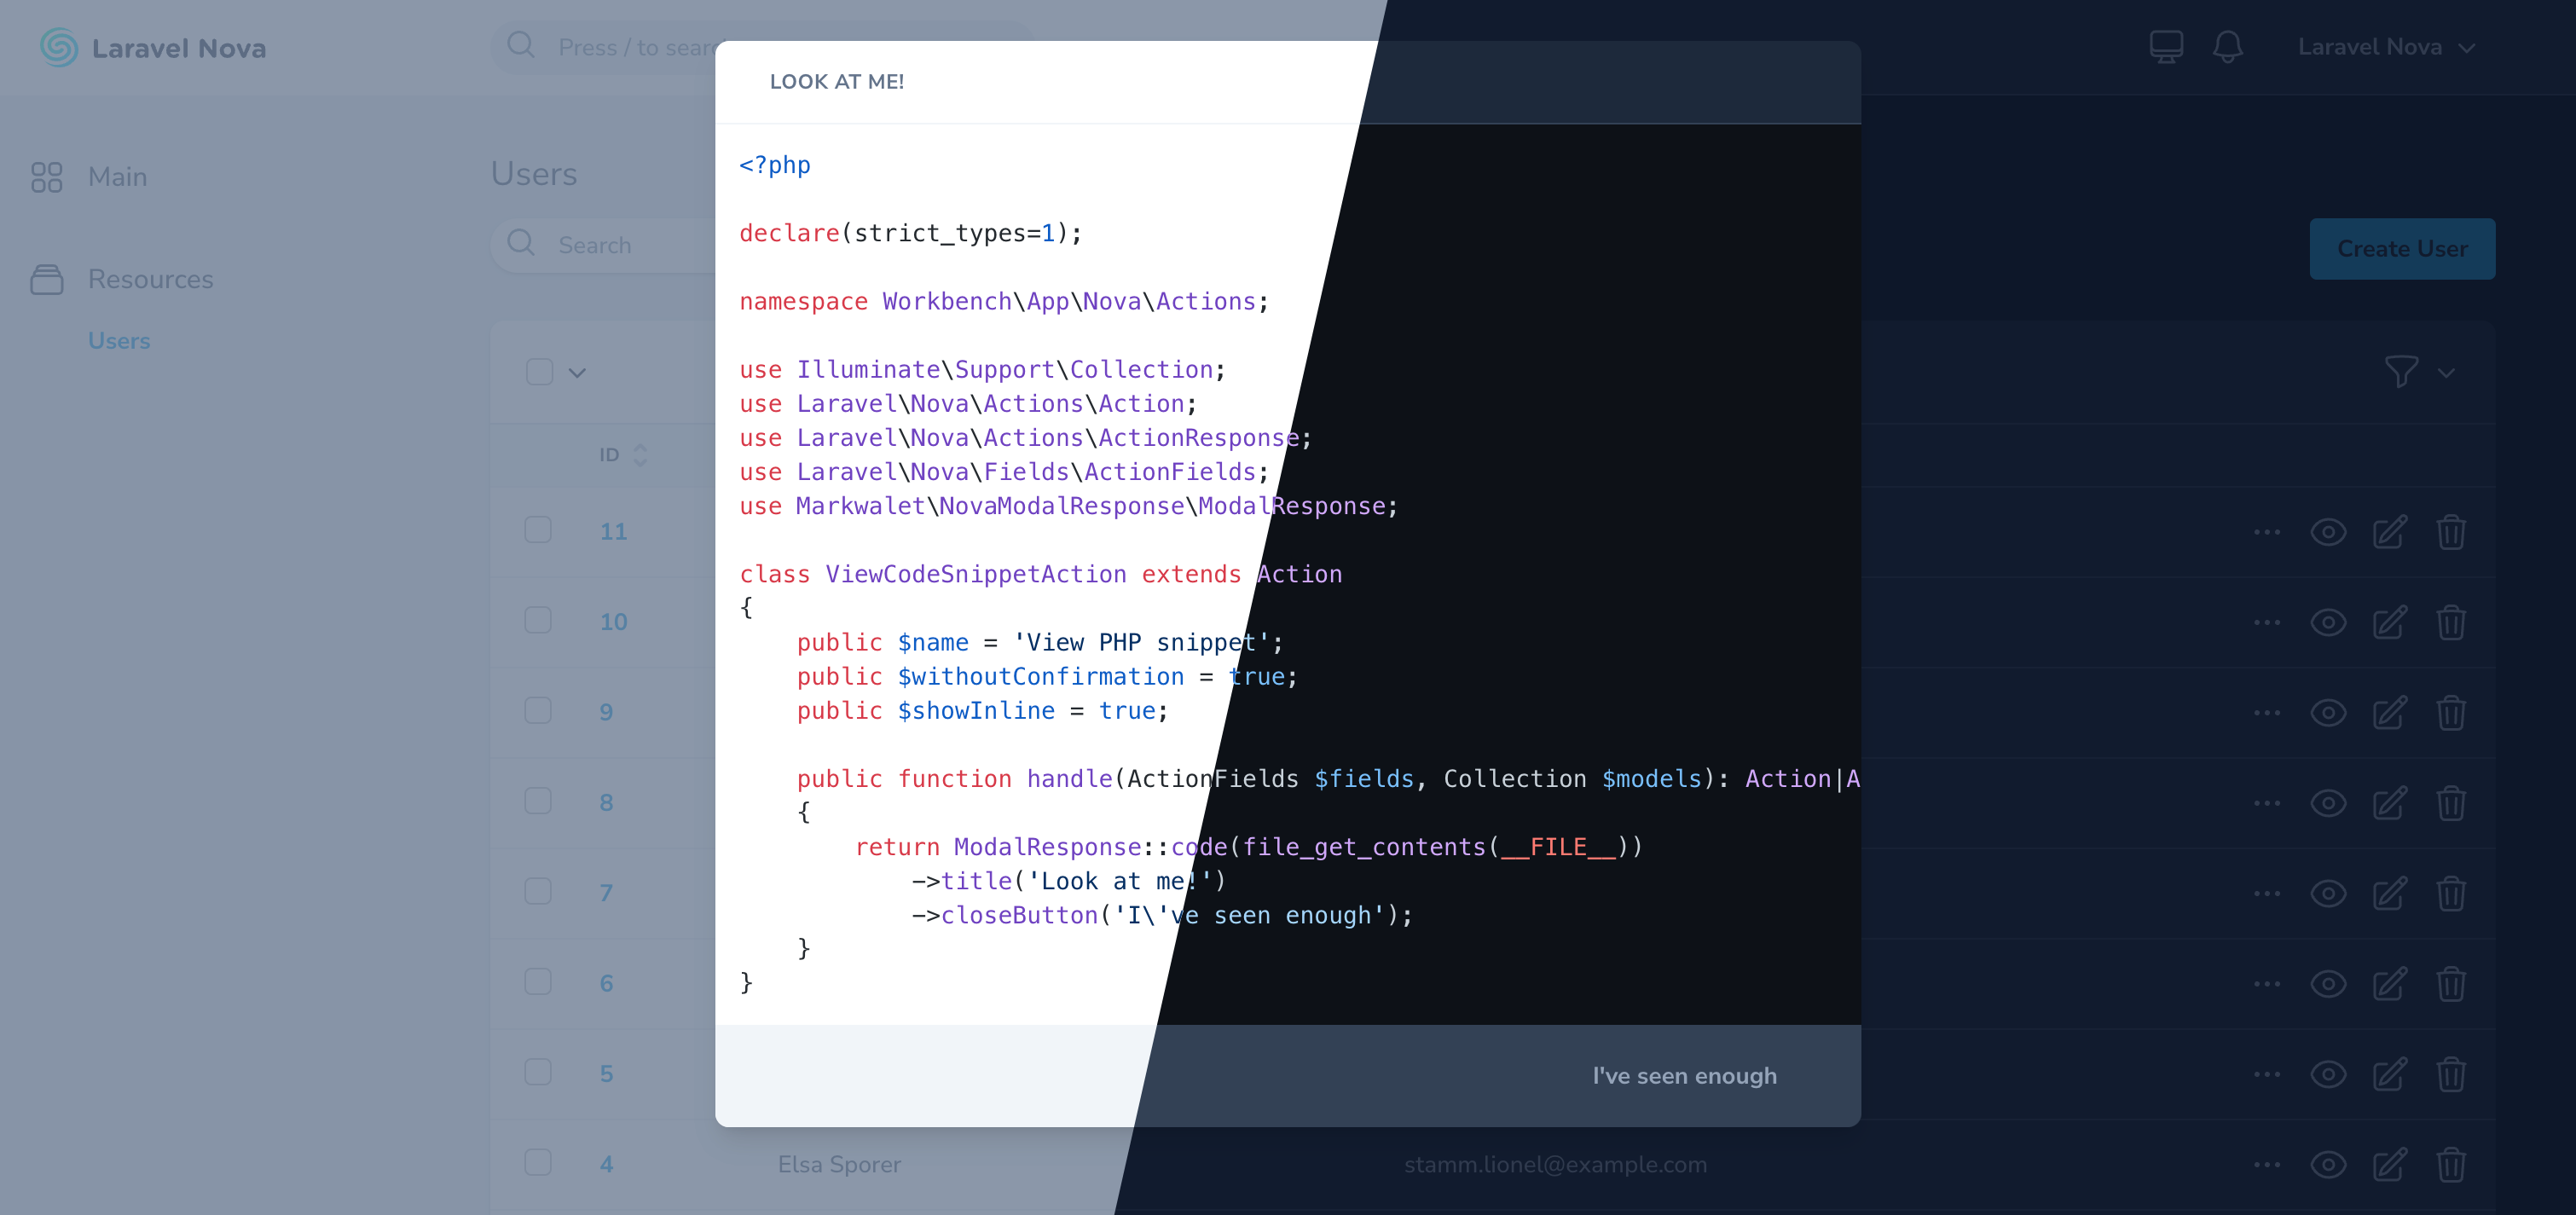 Laravel Nova
Press / to search
Laravel Nova
LOOK AT ME!
Main
Resources
Users
Users
Search
Create User
ID
11
10
9
8
7
6
5
4
Elsa Sporer
stamm.lionel@example.com
<?php
declare(strict_types=1);
namespace Workbench\App\Nova\Actions;
use Illuminate\Support\Collection;
use Laravel\Nova\Actions\Action;
use Laravel\Nova\Actions\ActionResponse;
use Laravel\Nova\Fields\ActionFields;
use Markwalet\NovaModalResponse\ModalResponse;
class ViewCodeSnippetAction extends Action
{
    public $name = 'View PHP snippet';
    public $withoutConfirmation = true;
    public $showInline = true;
    public function handle(ActionFields $fields, Collection $models): Action|A
    {
        return ModalResponse::code(file_get_contents(__FILE__))
            ->title('Look at me!')
            ->closeButton('I\'ve seen enough');
    }
}
I've seen enough